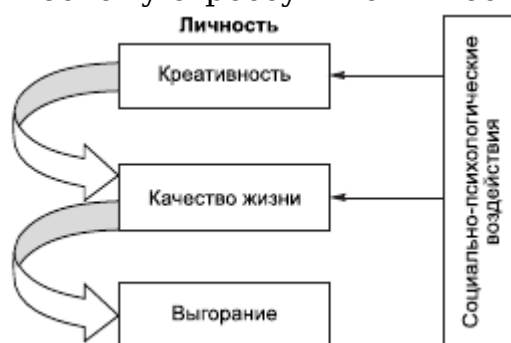 Личность
Креативность
Качество жизни
Выгорание
Социально-психологические
воздействия